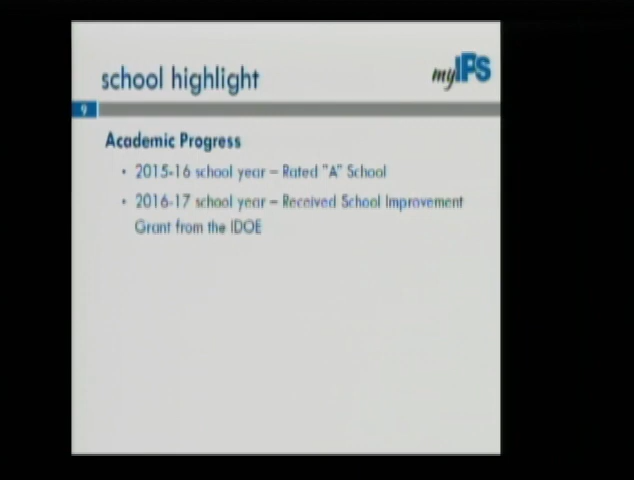 school highlight
myIPS
9
Academic Progress
• 2015-16 school year – Rated "A" School
• 2016-17 school year – Received School Improvement
Grant from the IDOE